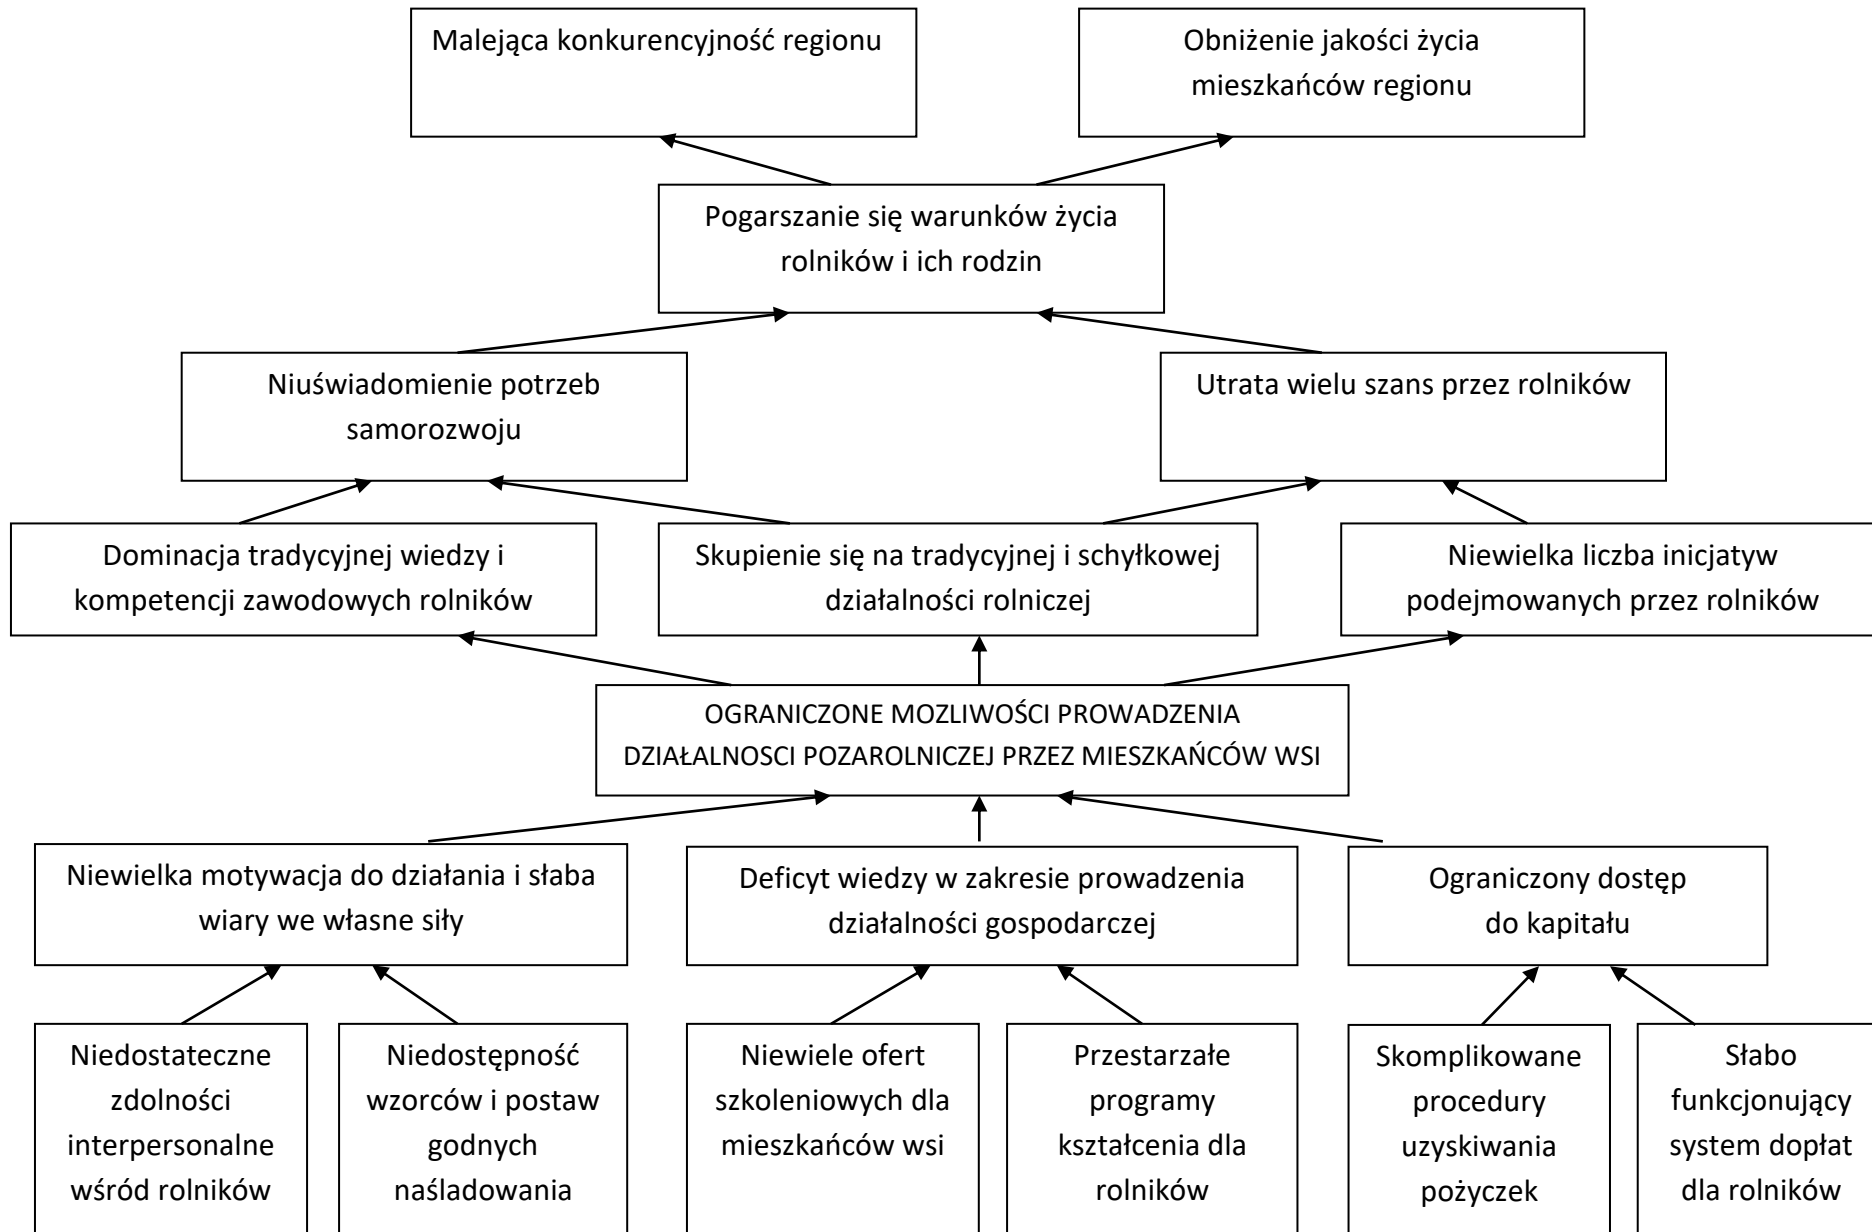 Malejąca konkurencyjność regionu
Obniżenie jakości życia
mieszkańców regionu
Pogarszanie się warunków życia
rolników i ich rodzin
Niuświadomienie potrzeb
samorozwoju
Utrata wielu szans przez rolników
Dominacja tradycyjnej wiedzy i
kompetencji zawodowych rolników
Skupienie się na tradycyjnej i schyłkowej
działalności rolniczej
Niewielka liczba inicjatyw
podejmowanych przez rolników
OGRANICZONE MOZLIWOŚCI PROWADZENIA
DZIAŁALNOSCI POZAROLNICZEJ PRZEZ MIESZKAŃCÓW WSI
Niewielka motywacja do działania i słaba
wiary we własne siły
Deficyt wiedzy w zakresie prowadzenia
działalności gospodarczej
Ograniczony dostęp
do kapitału
Niedostateczne
zdolności
interpersonalne
wśród rolników
Niedostępność
wzorców i postaw
godnych
naśladowania
Niewiele ofert
szkoleniowych dla
mieszkańców wsi
Przestarzałe
programy
kształcenia dla
rolników
Skomplikowane
procedury
uzyskiwania
pożyczek
Słabo
funkcjonujący
system dopłat
dla rolników